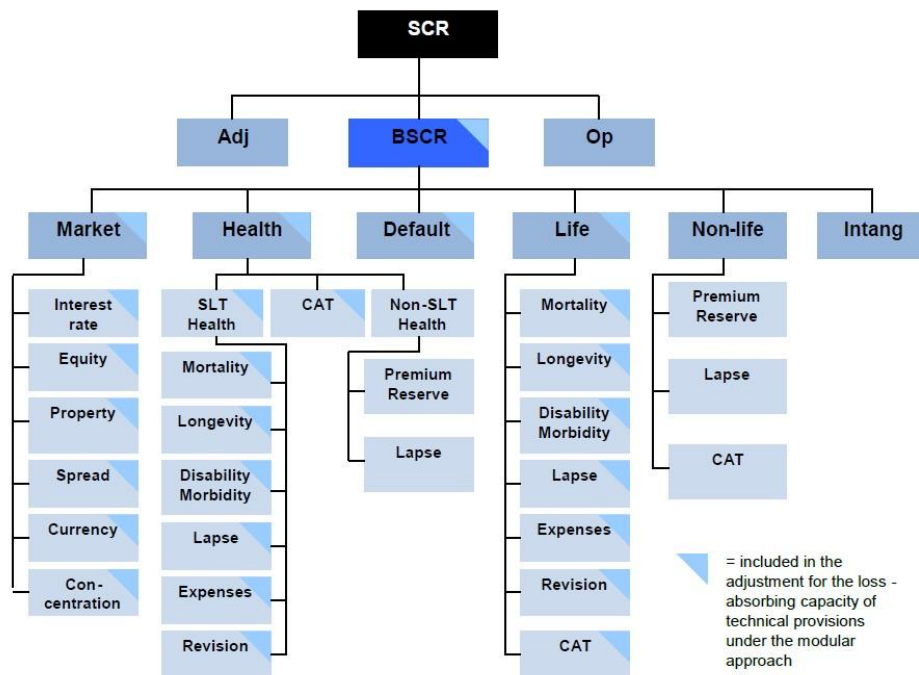 SCR
Adj
BSCR
Op
Market
Health
Default
Life
Non-life
Intang
Interest
rate
Equity
Property
Spread
Currency
Con-
centration
SLT
Health
CAT
Non-SLT
Health
Mortality
Longevity
Disability
Morbidity
Lapse
Expenses
Revision
Premium
Reserve
Lapse
Mortality
Longevity
Disability
Morbidity
Lapse
Expenses
Revision
CAT
Premium
Reserve
Lapse
CAT
= included in the
adjustment for the loss -
absorbing capacity of
technical provisions
under the modular
approach